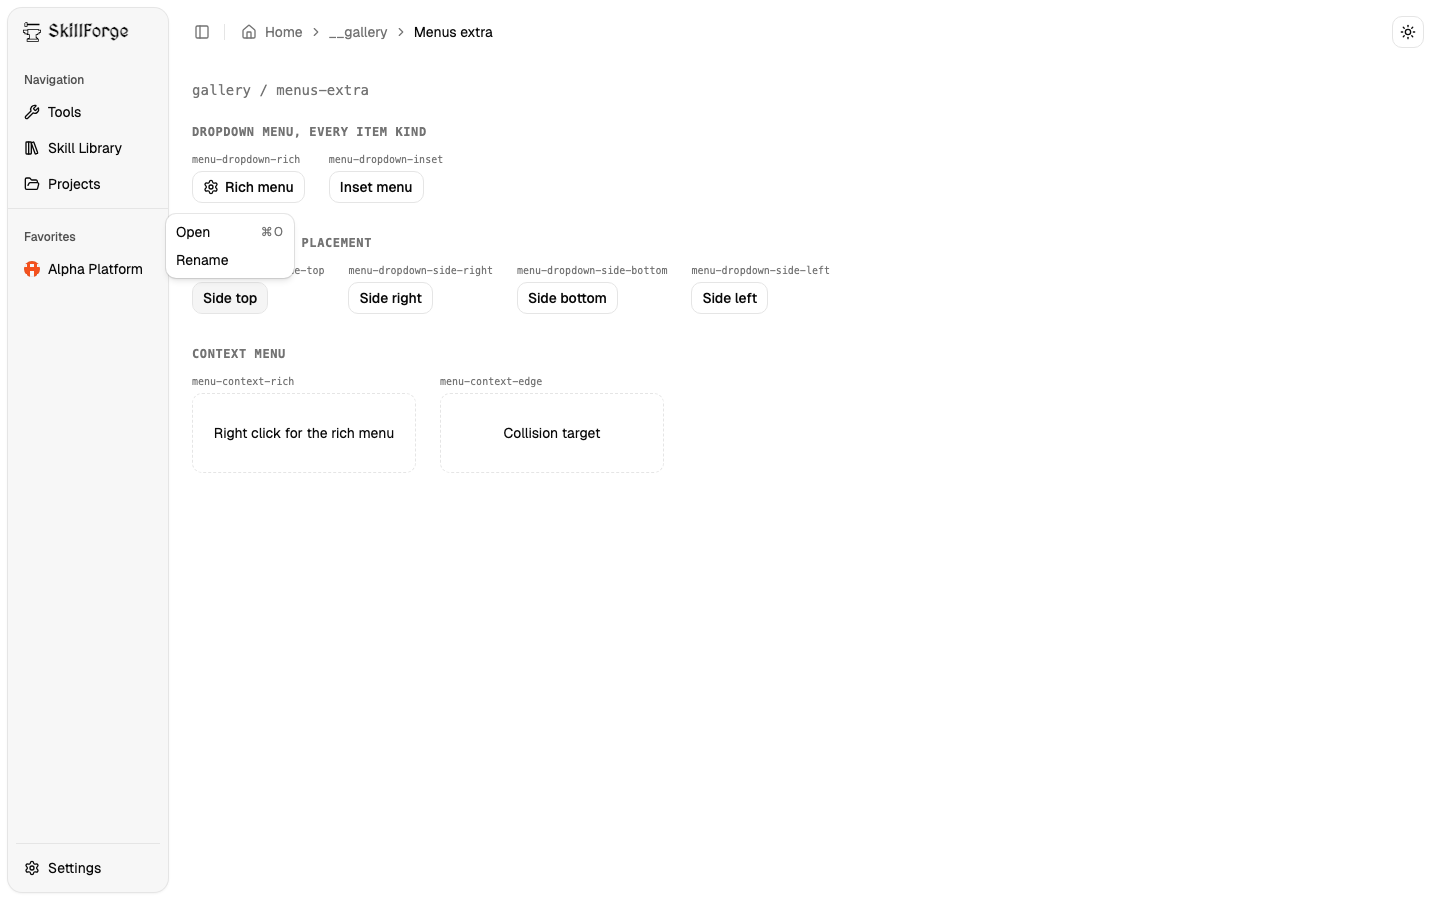 SkillForge
Home
__gallery
Menus extra
Navigation
Tools
Skill Library
Projects
Favorites
Alpha Platform
Settings
gallery / menus-extra
DROPDOWN MENU, EVERY ITEM KIND
menu-dropdown-rich
menu-dropdown-inset
Rich menu
Inset menu
Open ⌘O
Rename
PLACEMENT
e-top
menu-dropdown-side-right
menu-dropdown-side-bottom
menu-dropdown-side-left
Side top
Side right
Side bottom
Side left
CONTEXT MENU
menu-context-rich
menu-context-edge
Right click for the rich menu
Collision target